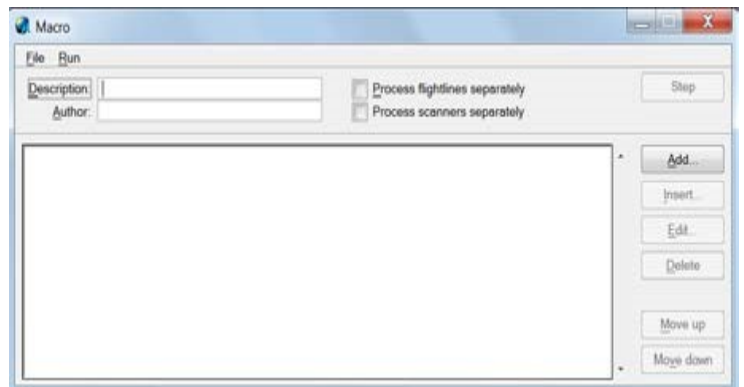 Macro
File Run
Description: Process flightlines separately Step
Author: Process scanners separately
Add...
Insert...
Edit...
Delete
Move up
Move down